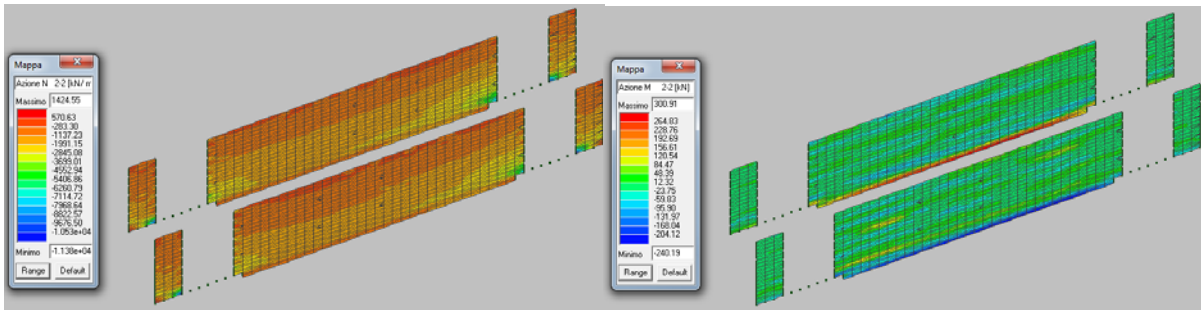 Mappa
Azione N 2-2 [kN/ m
Massimo 1424.55
570.63
-283.30
-1137.23
-1991.15
-2845.08
-3699.01
-4552.94
-5406.86
-6260.79
-7114.72
-7968.64
-8822.57
-9676.50
-1.053e+04
Minimo -1.138e+04
Range Default
Mappa
Azione M 2-2 [kN]
Massimo 300.91
264.83
228.76
192.69
156.61
120.54
84.47
48.39
12.32
-23.75
-59.83
-95.90
-131.97
-168.04
-204.12
Minimo -240.19
Range Default